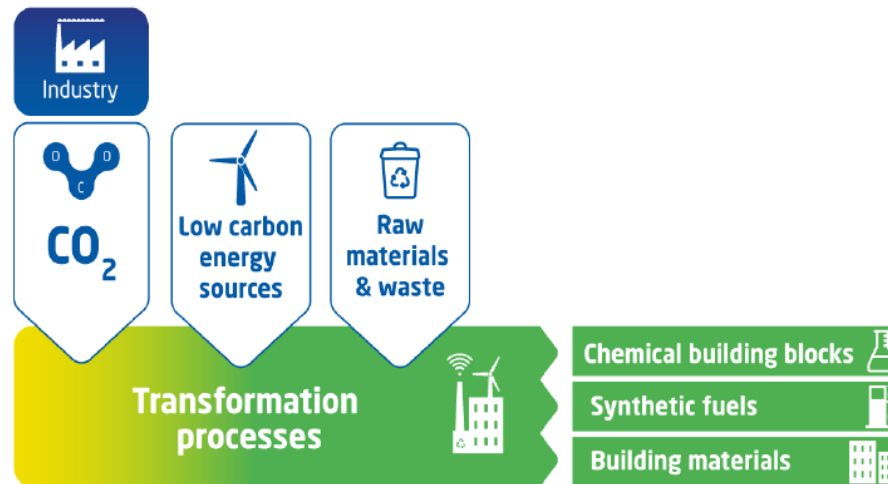 Industry
O O
C
CO2
Low carbon
energy
sources
Raw
materials
& waste
Transformation
processes
Chemical building blocks
Synthetic fuels
Building materials